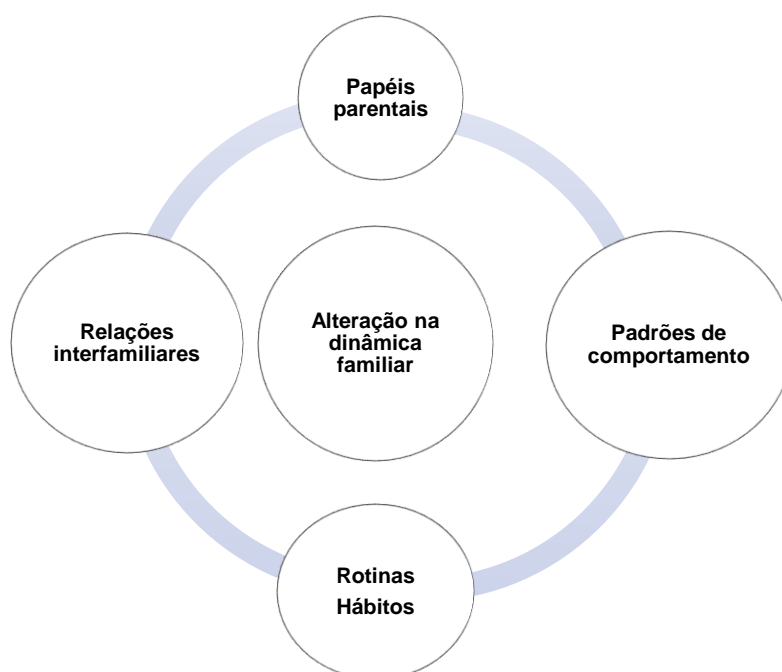 Papéis
parentais
Relações
interfamiliares
Alteração na
dinâmica
familiar
Padrões de
comportamento
Rotinas
Hábitos